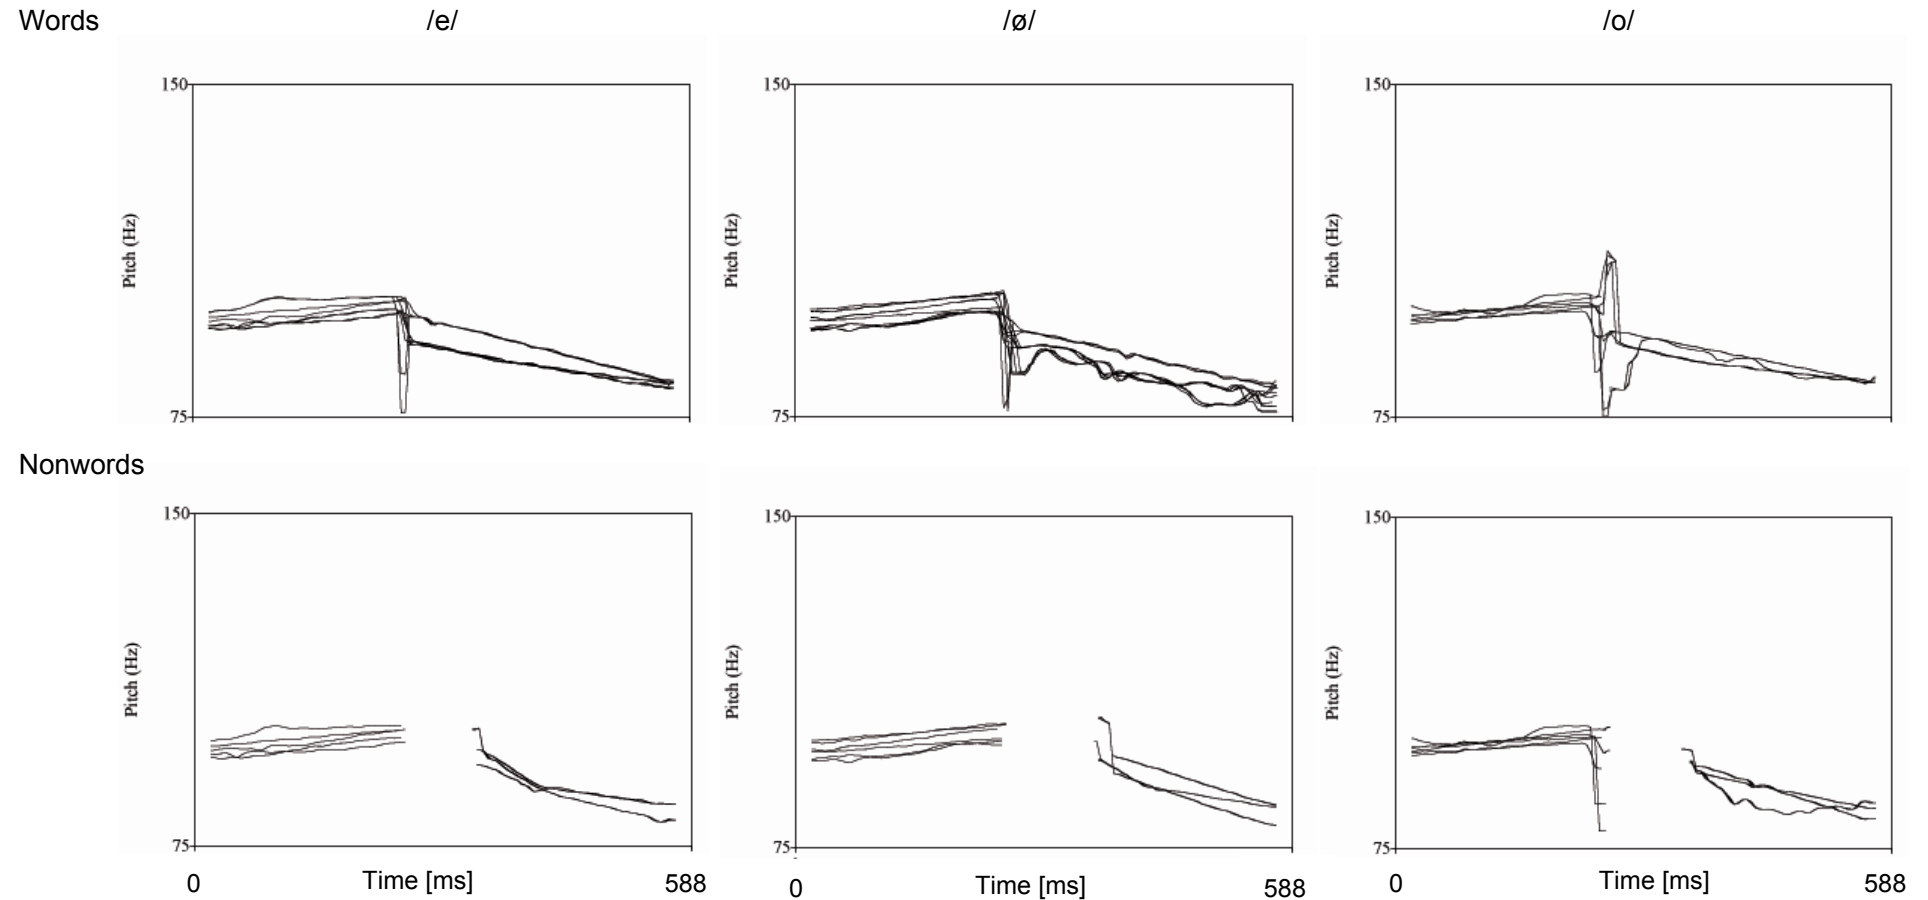 Words /e/ /ø/ /o/
150 150 150
Pitch (Hz) Pitch (Hz) Pitch (Hz)
75 75 75
Nonwords
150 150 150
Pitch (Hz) Pitch (Hz) Pitch (Hz)
75 75 75
0 Time [ms] 588 0 Time [ms] 588 0 Time [ms] 588